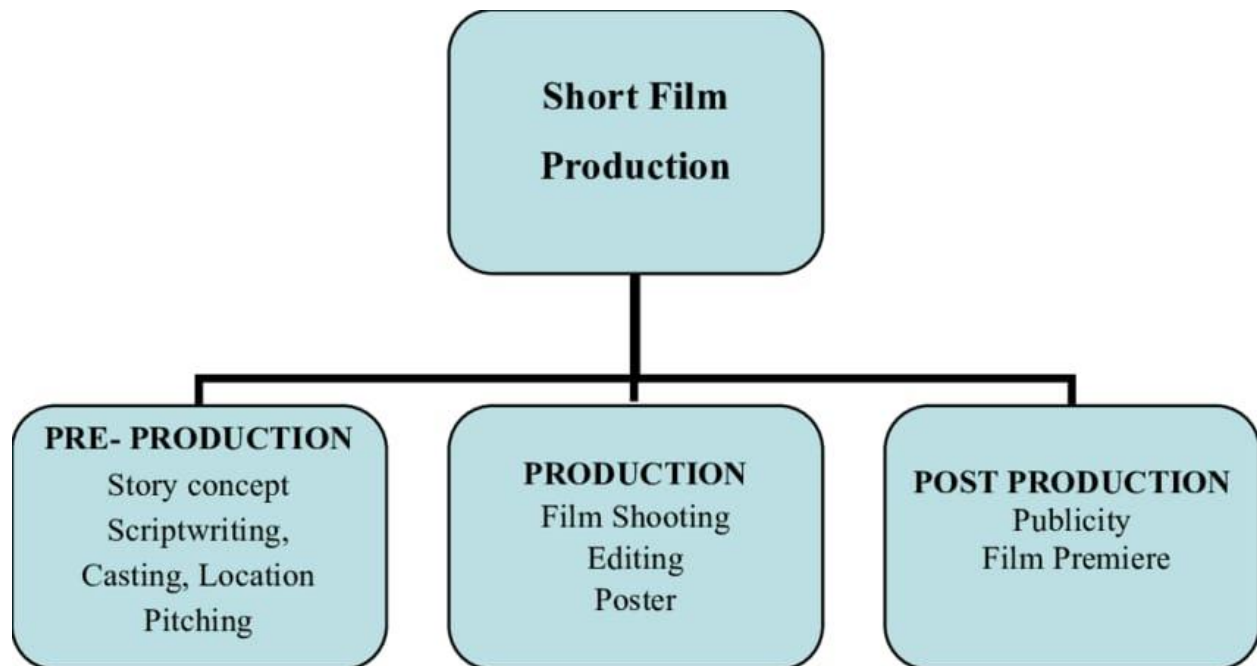 Short Film
Production
PRE- PRODUCTION
Story concept
Scriptwriting,
Casting, Location
Pitching
PRODUCTION
Film Shooting
Editing
Poster
POST PRODUCTION
Publicity
Film Premiere